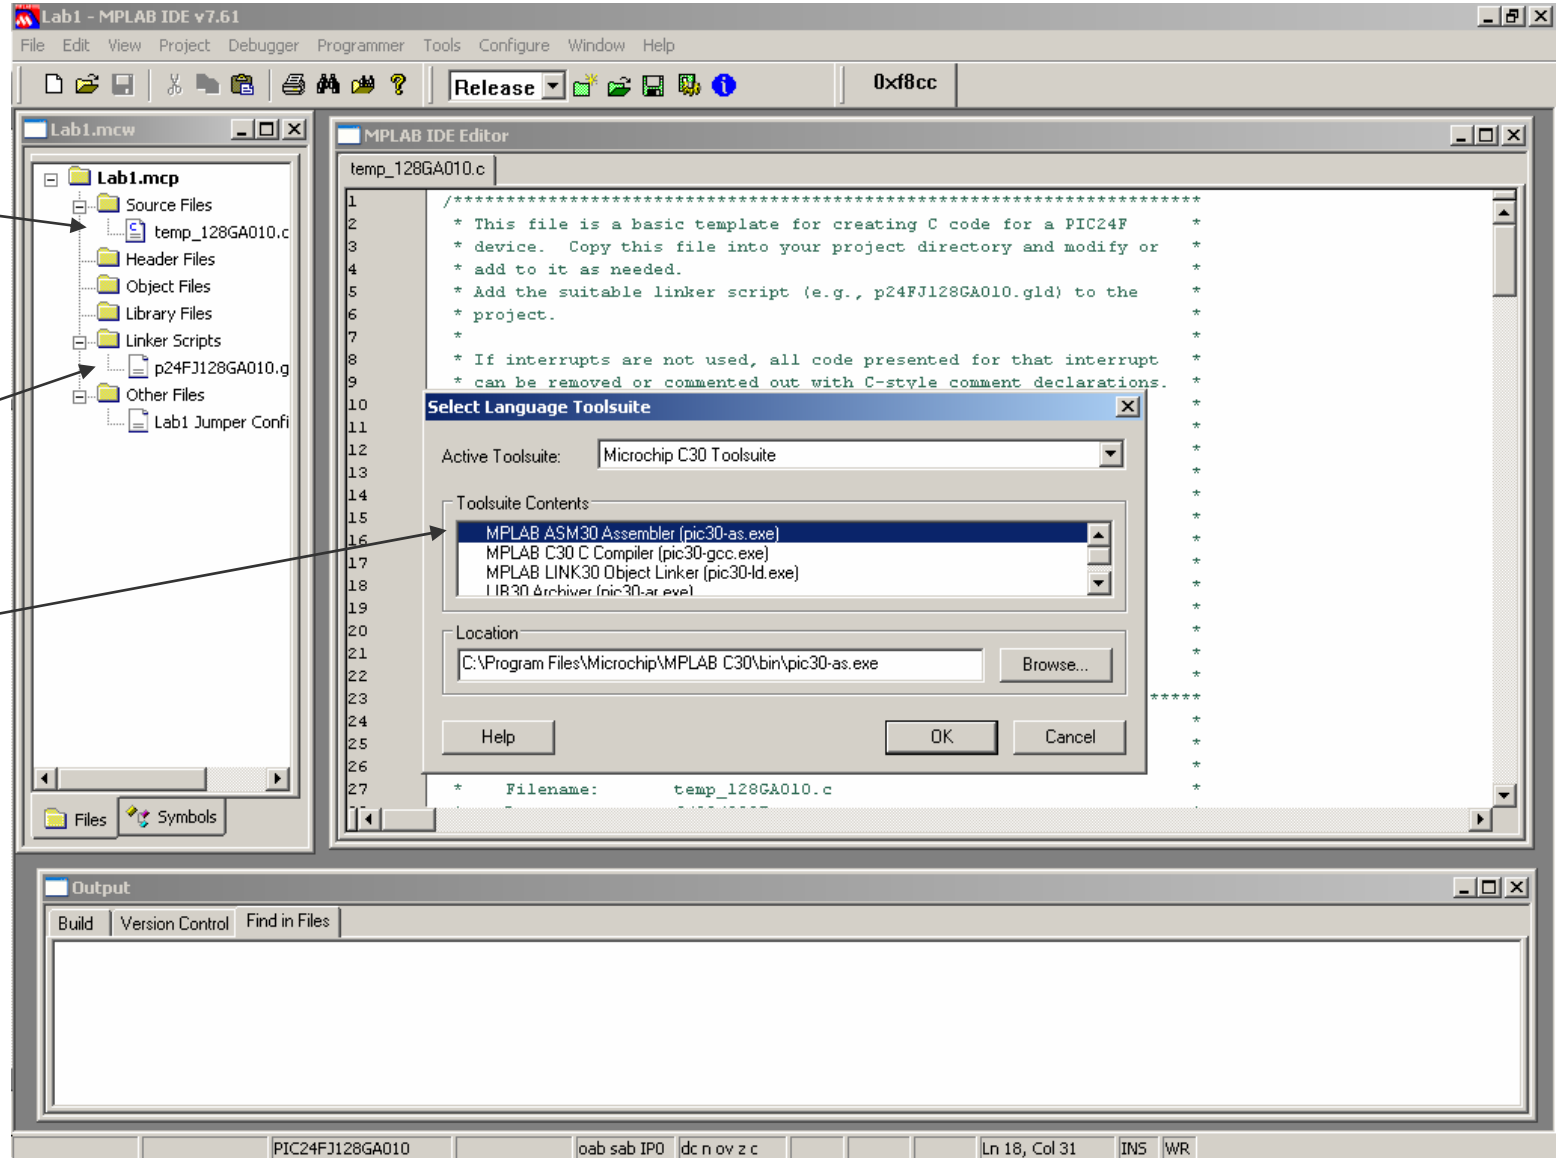 Lab1 - MPLAB IDE v7.61
File Edit View Project Debugger Programmer Tools Configure Window Help
Release
0xf8cc
Lab1.mcw
Lab1.mcp
Source Files
temp_128GA010.c
Header Files
Object Files
Library Files
Linker Scripts
p24FJ128GA010.g
Other Files
Lab1 Jumper Confi
Files
Symbols
MPLAB IDE Editor
temp_128GA010.c
1 /***********************************************************************
2 * This file is a basic template for creating C code for a PIC24F *
3 * device. Copy this file into your project directory and modify or *
4 * add to it as needed. *
5 * Add the suitable linker script (e.g., p24FJ128GA010.gld) to the *
6 * project. *
7 * *
8 * If interrupts are not used, all code presented for that interrupt *
9 * can be removed or commented out with C-style comment declarations. *
10 *
11 *
12 *
13 *
14 *
15 *
16 *
17 *
18 *
19 *
20 *
21 *
22 *
23 *****
24 *
25 *
26 *
27 * Filename: temp_128GA010.c *
Select Language Toolsuite
Active Toolsuite: Microchip C30 Toolsuite
Toolsuite Contents
MPLAB ASM30 Assembler (pic30-as.exe)
MPLAB C30 C Compiler (pic30-gcc.exe)
MPLAB LINK30 Object Linker (pic30-ld.exe)
LIB30 Archiver (pic30-ar.exe)
Location
C:\Program Files\Microchip\MPLAB C30\bin\pic30-as.exe
Browse...
Help
OK
Cancel
Output
Build
Version Control
Find in Files
PIC24FJ128GA010
oab sab IP0
dc n ov z c
Ln 18, Col 31
INS
WR